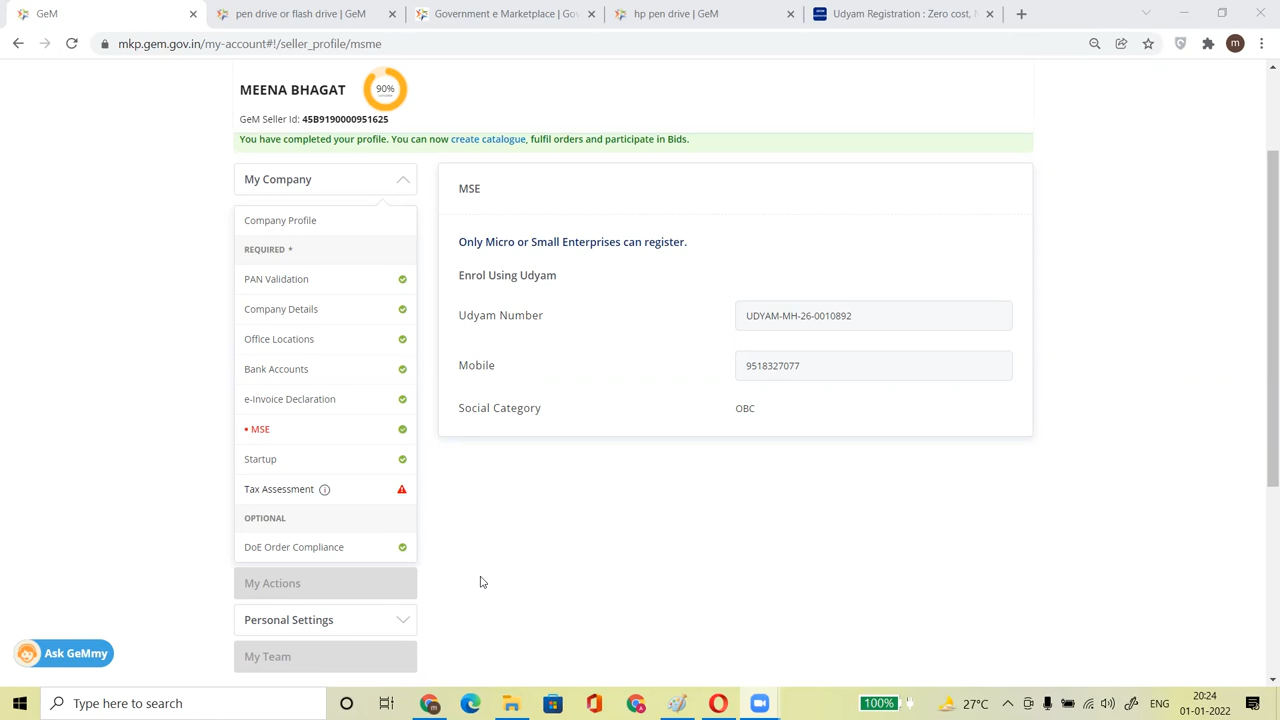 GeM
pen drive or flash drive | GeM
Government e Marketplace | Gov
hp pen drive | GeM
Udyam Registration : Zero cost, N
mkp.gem.gov.in/my-account#!/seller_profile/msme
m
MEENA BHAGAT
90%
GeM Seller Id: 45B9190000951625
You have completed your profile. You can now create catalogue, fulfil orders and participate in Bids.
My Company
Company Profile
REQUIRED *
PAN Validation
Company Details
Office Locations
Bank Accounts
e-Invoice Declaration
• MSE
Startup
Tax Assessment
OPTIONAL
DoE Order Compliance
My Actions
Personal Settings
My Team
MSE
Only Micro or Small Enterprises can register.
Enrol Using Udyam
Udyam Number
UDYAM-MH-26-0010892
Mobile
9518327077
Social Category
OBC
Ask GeMmy
Type here to search
100%
27°C
ENG
20:24
01-01-2022